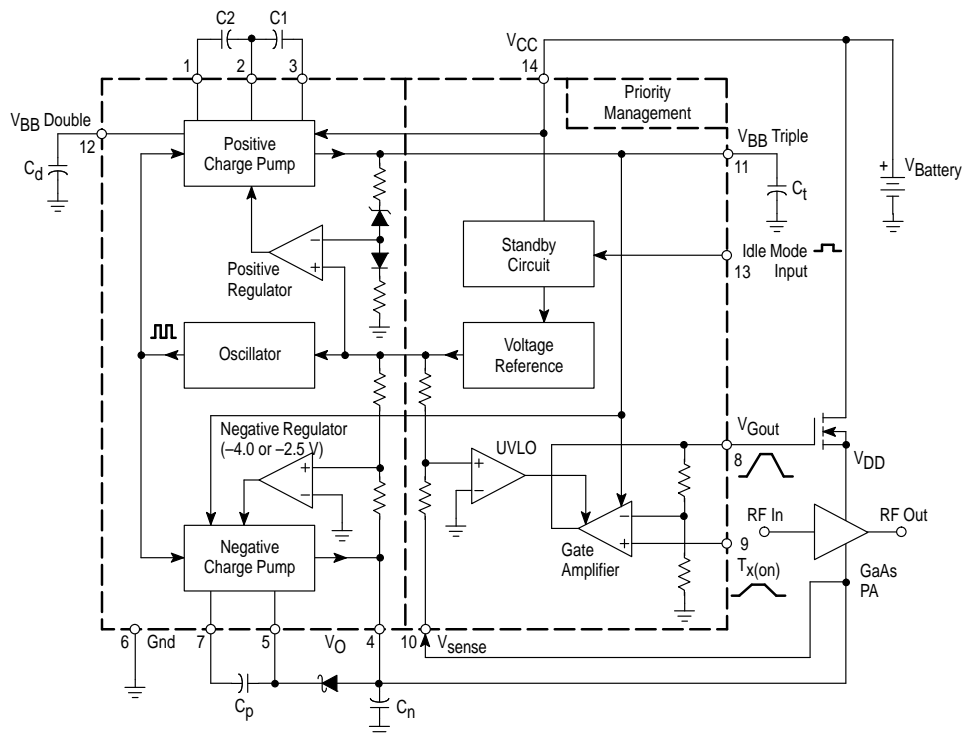 C2
C1
1
2
3
VCC
14
Priority
Management
VBB Double
12
Cd
Positive
Charge Pump
VBB Triple
11
Ct
+
VBattery
–
+
Positive
Regulator
Standby
Circuit
Idle Mode
Input
13
Oscillator
Voltage
Reference
Negative Regulator
(–4.0 or –2.5 V)
+
–
UVLO
+
–
VGout
8
VDD
Negative
Charge Pump
Gate
Amplifier
–
+
9
Tx(on)
RF In
RF Out
GaAs
PA
6
Gnd
7
5
VO
4
10
Vsense
Cp
Cn